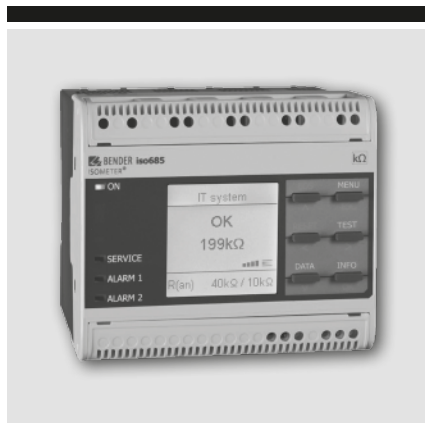 BENDER iso685
ISOMETER®
kΩ
ON
MENU
IT system
OK
199kΩ
TEST
SERVICE
ALARM 1
DATA INFO
R(an) 40kΩ / 10kΩ
ALARM 2